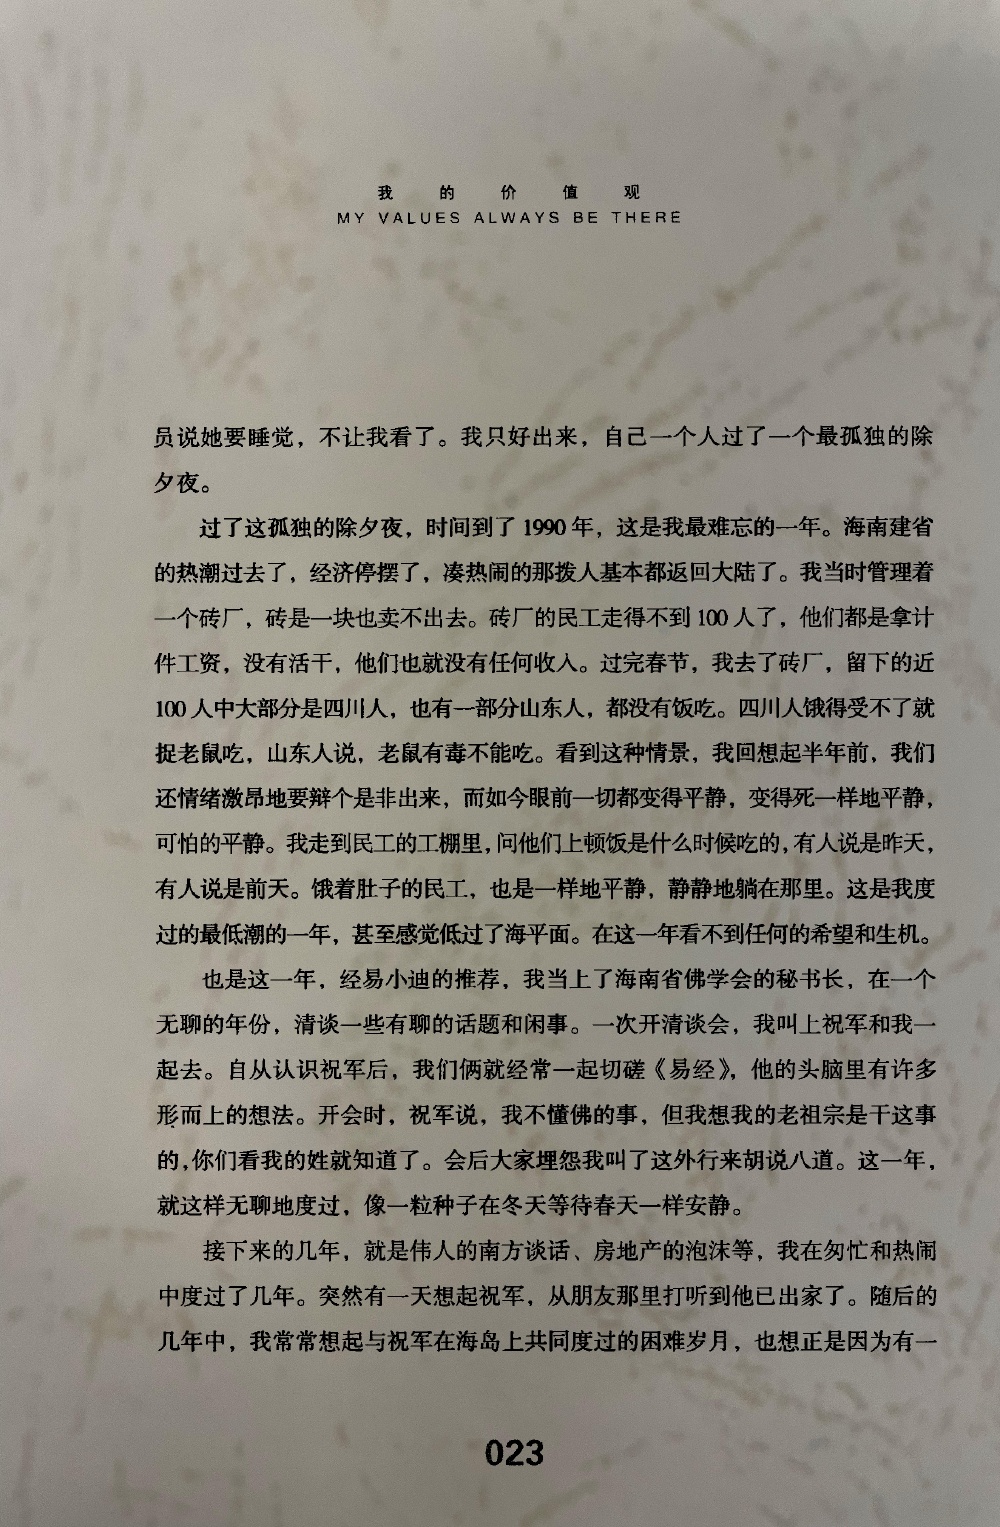 我的价值观
MY VALUES ALWAYS BE THERE
员说她要睡觉，不让我看了。我只好出来，自己一个人过了一个最孤独的除
夕夜。
过了这孤独的除夕夜，时间到了1990年，这是我最难忘的一年。海南建省
的热潮过去了，经济停摆了，凑热闹的那拨人基本都返回大陆了。我当时管理着
一个砖厂，砖是一块也卖不出去。砖厂的民工走得不到100人了，他们都是拿计
件工资，没有活干，他们也就没有任何收入。过完春节，我去了砖厂，留下的近
100人中大部分是四川人，也有一部分山东人，都没有饭吃。四川人饿得受不了就
捉老鼠吃，山东人说，老鼠有毒不能吃。看到这种情景，我回想起半年前，我们
还情绪激昂地要辩个是非出来，而如今眼前一切都变得平静，变得死一样地平静，
可怕的平静。我走到民工的工棚里，问他们上顿饭是什么时候吃的，有人说是昨天，
有人说是前天。饿着肚子的民工，也是一样地平静，静静地躺在那里。这是我度
过的最低潮的一年，甚至感觉低过了海平面。在这一年看不到任何的希望和生机。
也是这一年，经易小迪的推荐，我当上了海南省佛学会的秘书长，在一个
无聊的年份，清谈一些有聊的话题和闲事。一次开清谈会，我叫上祝军和我一
起去。自从认识祝军后，我们俩就经常一起切磋《易经》，他的头脑里有许多
形而上的想法。开会时，祝军说，我不懂佛的事，但我想我的老祖宗是干这事
的，你们看我的姓就知道了。会后大家埋怨我叫了这外行来胡说八道。这一年，
就这样无聊地度过，像一粒种子在冬天等待春天一样安静。
接下来的几年，就是伟人的南方谈话、房地产的泡沫等，我在匆忙和热闹
中度过了几年。突然有一天想起祝军，从朋友那里打听到他已出家了。随后的
几年中，我常常想起与祝军在海岛上共同度过的困难岁月，也想正是因为有一
023